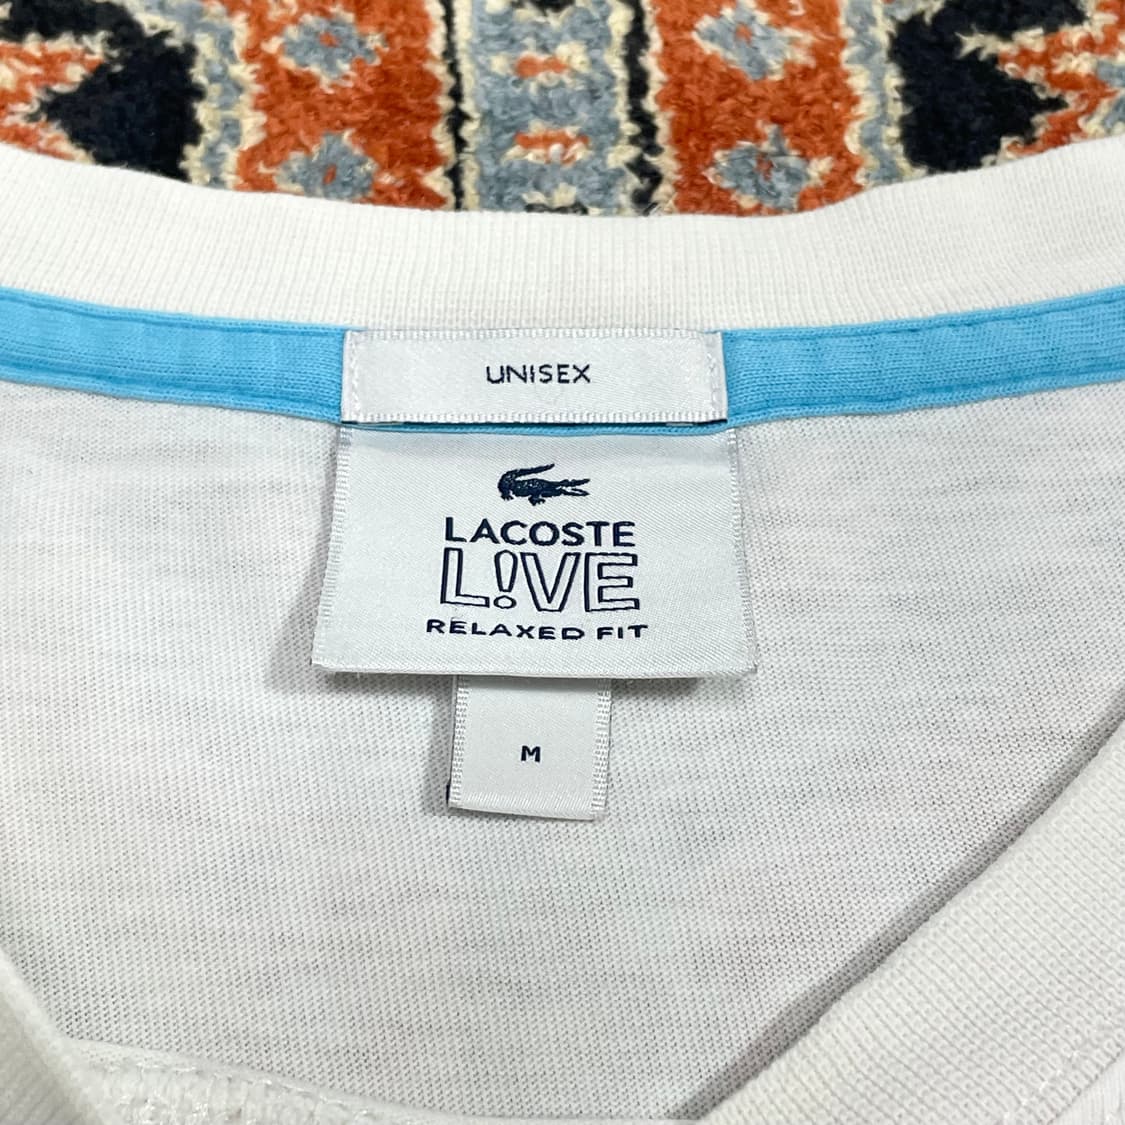 UNISEX
LACOSTE
L!VE
RELAXED FIT
M